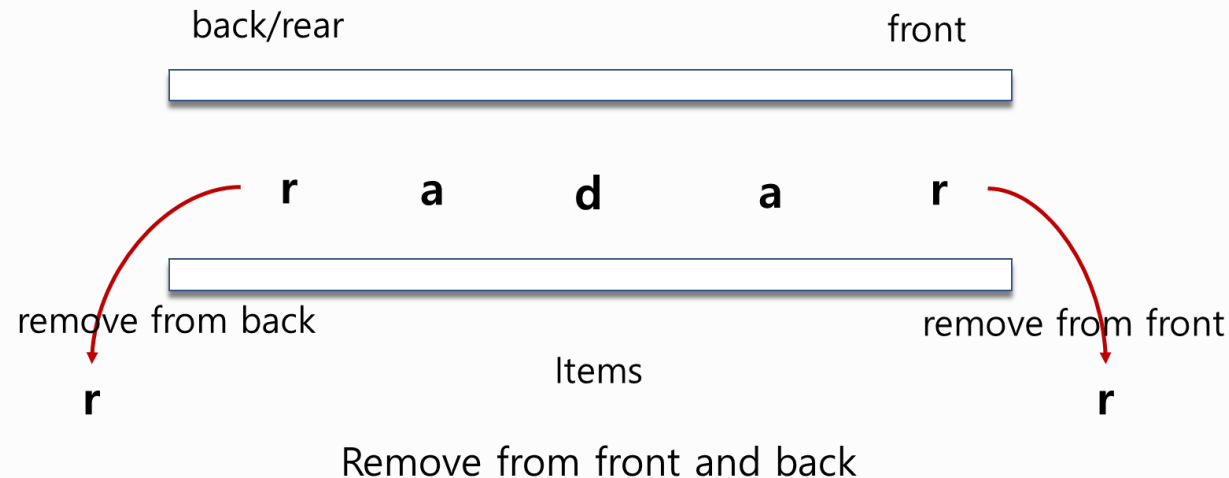 back/rear front
r a d a r
remove from back remove from front
Items
r r
Remove from front and back